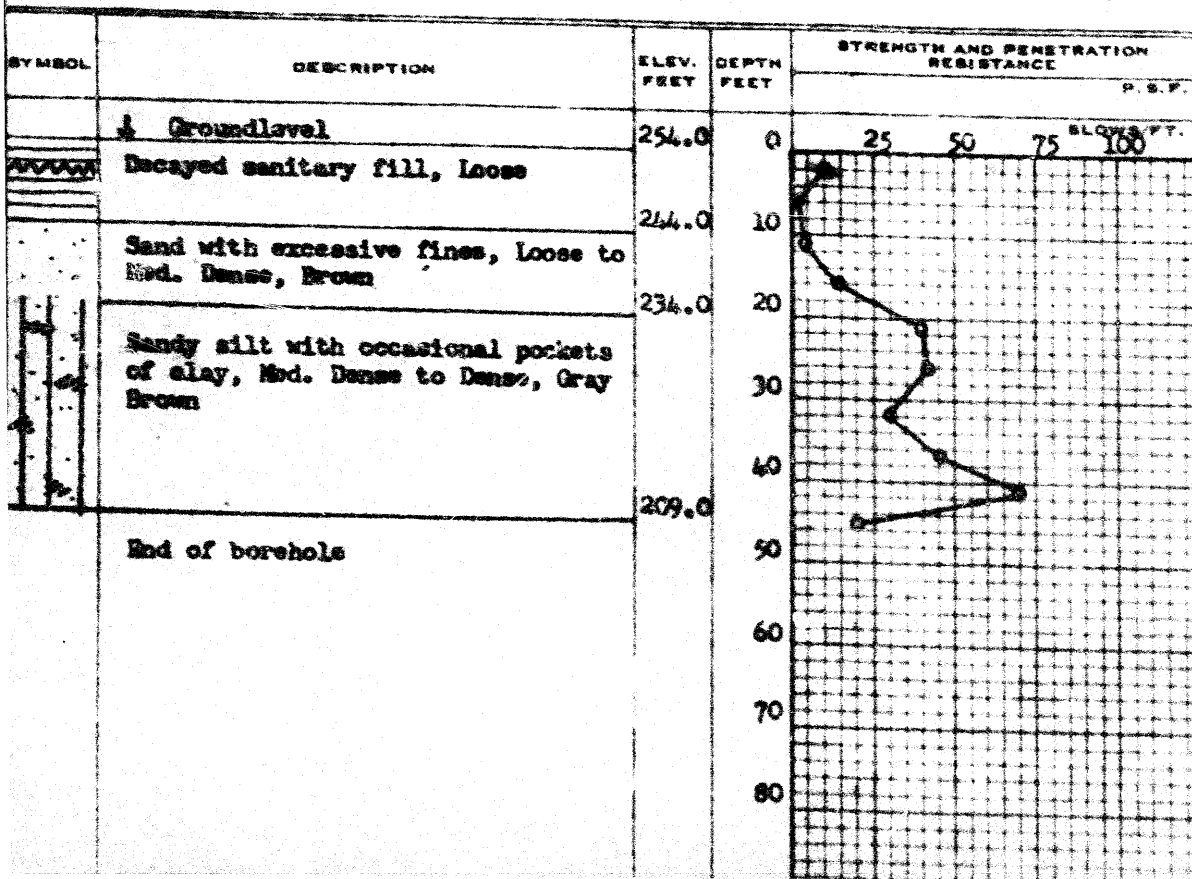 SYMBOL
DESCRIPTION
ELEV. FEET
DEPTH FEET
STRENGTH AND PENETRATION RESISTANCE
P.S.F.
BLOWS/FT.
Groundlavel
254.0
0
25 50 75 100
Decayed sanitary fill, Loose
244.0
10
Sand with excessive fines, Loose to
Med. Dense, Brown
234.0
20
Sandy silt with occasional pockets
of clay, Med. Dense to Dense, Gray
Brown
30
40
209.0
End of borehole
50
60
70
80